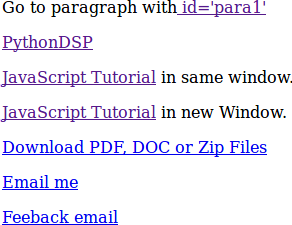 Go to paragraph with id='para1'
PythonDSP
JavaScript Tutorial in same window.
JavaScript Tutorial in new Window.
Download PDF, DOC or Zip Files
Email me
Feeback email